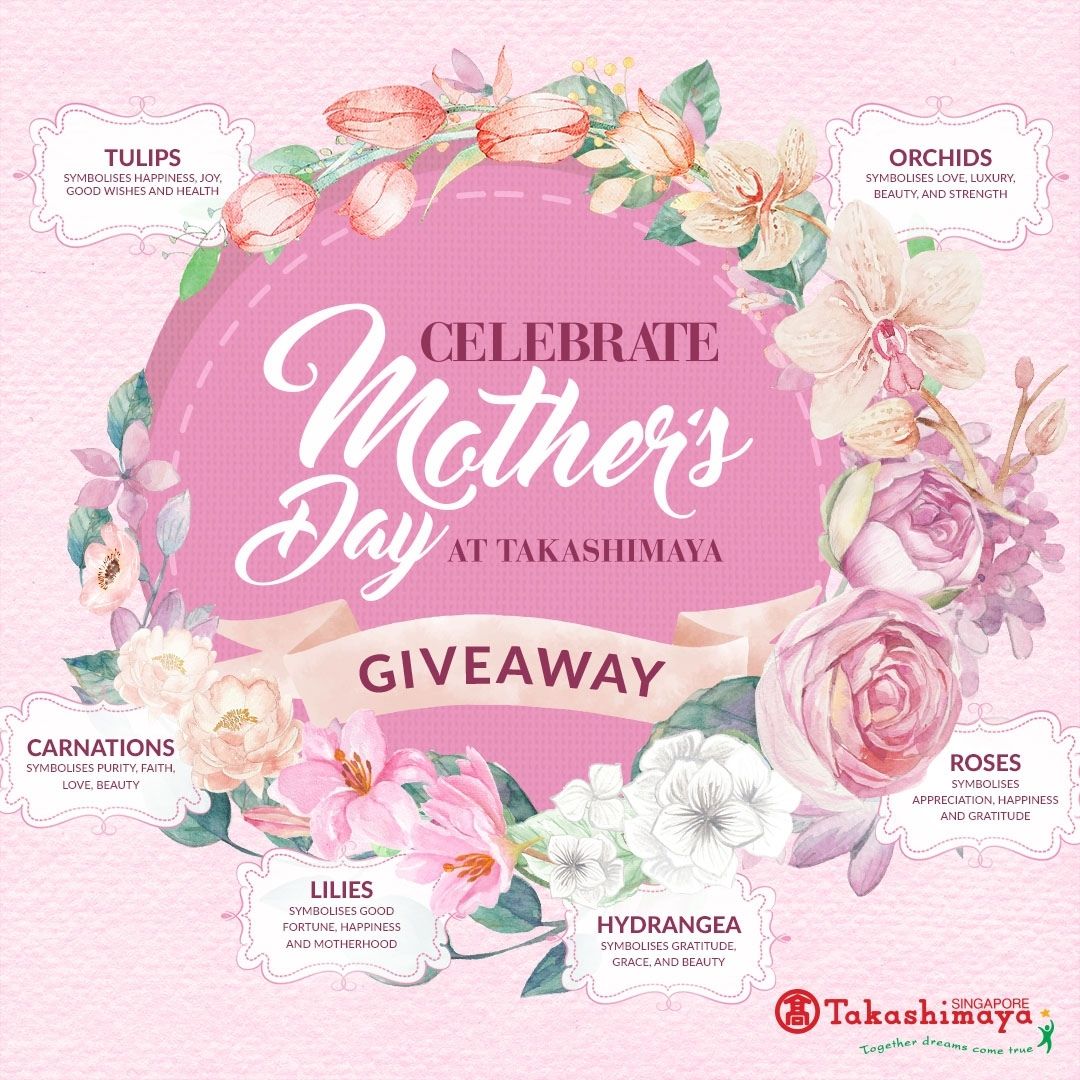 TULIPS
SYMBOLISES HAPPINESS, JOY,
GOOD WISHES AND HEALTH
ORCHIDS
SYMBOLISES LOVE, LUXURY,
BEAUTY, AND STRENGTH
CELEBRATE
Mother's
Day AT TAKASHIMAYA
GIVEAWAY
CARNATIONS
SYMBOLISES PURITY, FAITH,
LOVE, BEAUTY
ROSES
SYMBOLISES
APPRECIATION, HAPPINESS
AND GRATITUDE
LILIES
SYMBOLISES GOOD
FORTUNE, HAPPINESS
AND MOTHERHOOD
HYDRANGEA
SYMBOLISES GRATITUDE,
GRACE, AND BEAUTY
SINGAPORE
髙 Takashimaya
Together dreams come true